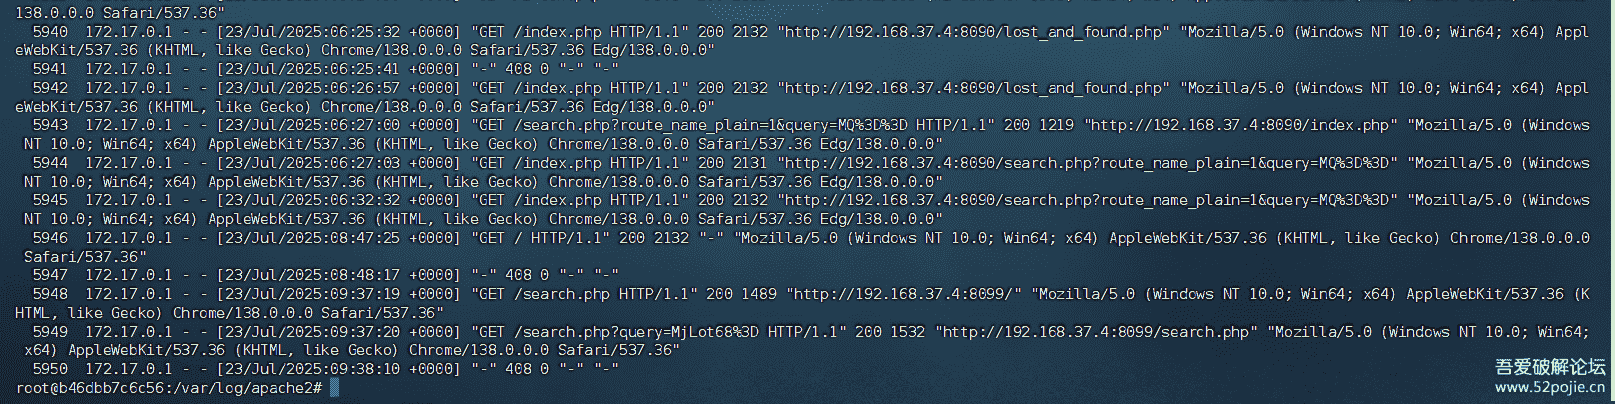 138.0.0.0 Safari/537.36"
5940 172.17.0.1 - - [23/Jul/2025:06:25:32 +0000] "GET /index.php HTTP/1.1" 200 2132 "http://192.168.37.4:8090/lost_and_found.php" "Mozilla/5.0 (Windows NT 10.0; Win64; x64) Appl
eWebKit/537.36 (KHTML, like Gecko) Chrome/138.0.0.0 Safari/537.36 Edg/138.0.0.0"
5941 172.17.0.1 - - [23/Jul/2025:06:25:41 +0000] "-" 408 0 "-" "-"
5942 172.17.0.1 - - [23/Jul/2025:06:26:57 +0000] "GET /index.php HTTP/1.1" 200 2132 "http://192.168.37.4:8090/lost_and_found.php" "Mozilla/5.0 (Windows NT 10.0; Win64; x64) Appl
eWebKit/537.36 (KHTML, like Gecko) Chrome/138.0.0.0 Safari/537.36 Edg/138.0.0.0"
5943 172.17.0.1 - - [23/Jul/2025:06:27:00 +0000] "GET /search.php?route_name_plain=1&query=MQ%3D%3D HTTP/1.1" 200 1219 "http://192.168.37.4:8090/index.php" "Mozilla/5.0 (Windows
NT 10.0; Win64; x64) AppleWebKit/537.36 (KHTML, like Gecko) Chrome/138.0.0.0 Safari/537.36 Edg/138.0.0.0"
5944 172.17.0.1 - - [23/Jul/2025:06:27:03 +0000] "GET /index.php HTTP/1.1" 200 2131 "http://192.168.37.4:8090/search.php?route_name_plain=1&query=MQ%3D%3D" "Mozilla/5.0 (Windows
NT 10.0; Win64; x64) AppleWebKit/537.36 (KHTML, like Gecko) Chrome/138.0.0.0 Safari/537.36 Edg/138.0.0.0"
5945 172.17.0.1 - - [23/Jul/2025:06:32:32 +0000] "GET /index.php HTTP/1.1" 200 2132 "http://192.168.37.4:8090/search.php?route_name_plain=1&query=MQ%3D%3D" "Mozilla/5.0 (Windows
NT 10.0; Win64; x64) AppleWebKit/537.36 (KHTML, like Gecko) Chrome/138.0.0.0 Safari/537.36 Edg/138.0.0.0"
5946 172.17.0.1 - - [23/Jul/2025:08:47:25 +0000] "GET / HTTP/1.1" 200 2132 "-" "Mozilla/5.0 (Windows NT 10.0; Win64; x64) AppleWebKit/537.36 (KHTML, like Gecko) Chrome/138.0.0.0
Safari/537.36"
5947 172.17.0.1 - - [23/Jul/2025:08:48:17 +0000] "-" 408 0 "-" "-"
5948 172.17.0.1 - - [23/Jul/2025:09:37:19 +0000] "GET /search.php HTTP/1.1" 200 1489 "http://192.168.37.4:8099/" "Mozilla/5.0 (Windows NT 10.0; Win64; x64) AppleWebKit/537.36 (K
HTML, like Gecko) Chrome/138.0.0.0 Safari/537.36"
5949 172.17.0.1 - - [23/Jul/2025:09:37:20 +0000] "GET /search.php?query=MjLot68%3D HTTP/1.1" 200 1532 "http://192.168.37.4:8099/search.php" "Mozilla/5.0 (Windows NT 10.0; Win64;
x64) AppleWebKit/537.36 (KHTML, like Gecko) Chrome/138.0.0.0 Safari/537.36"
5950 172.17.0.1 - - [23/Jul/2025:09:38:10 +0000] "-" 408 0 "-" "-"
root@b46dbb7c6c56:/var/log/apache2#
吾爱破解论坛
www.52pojie.cn